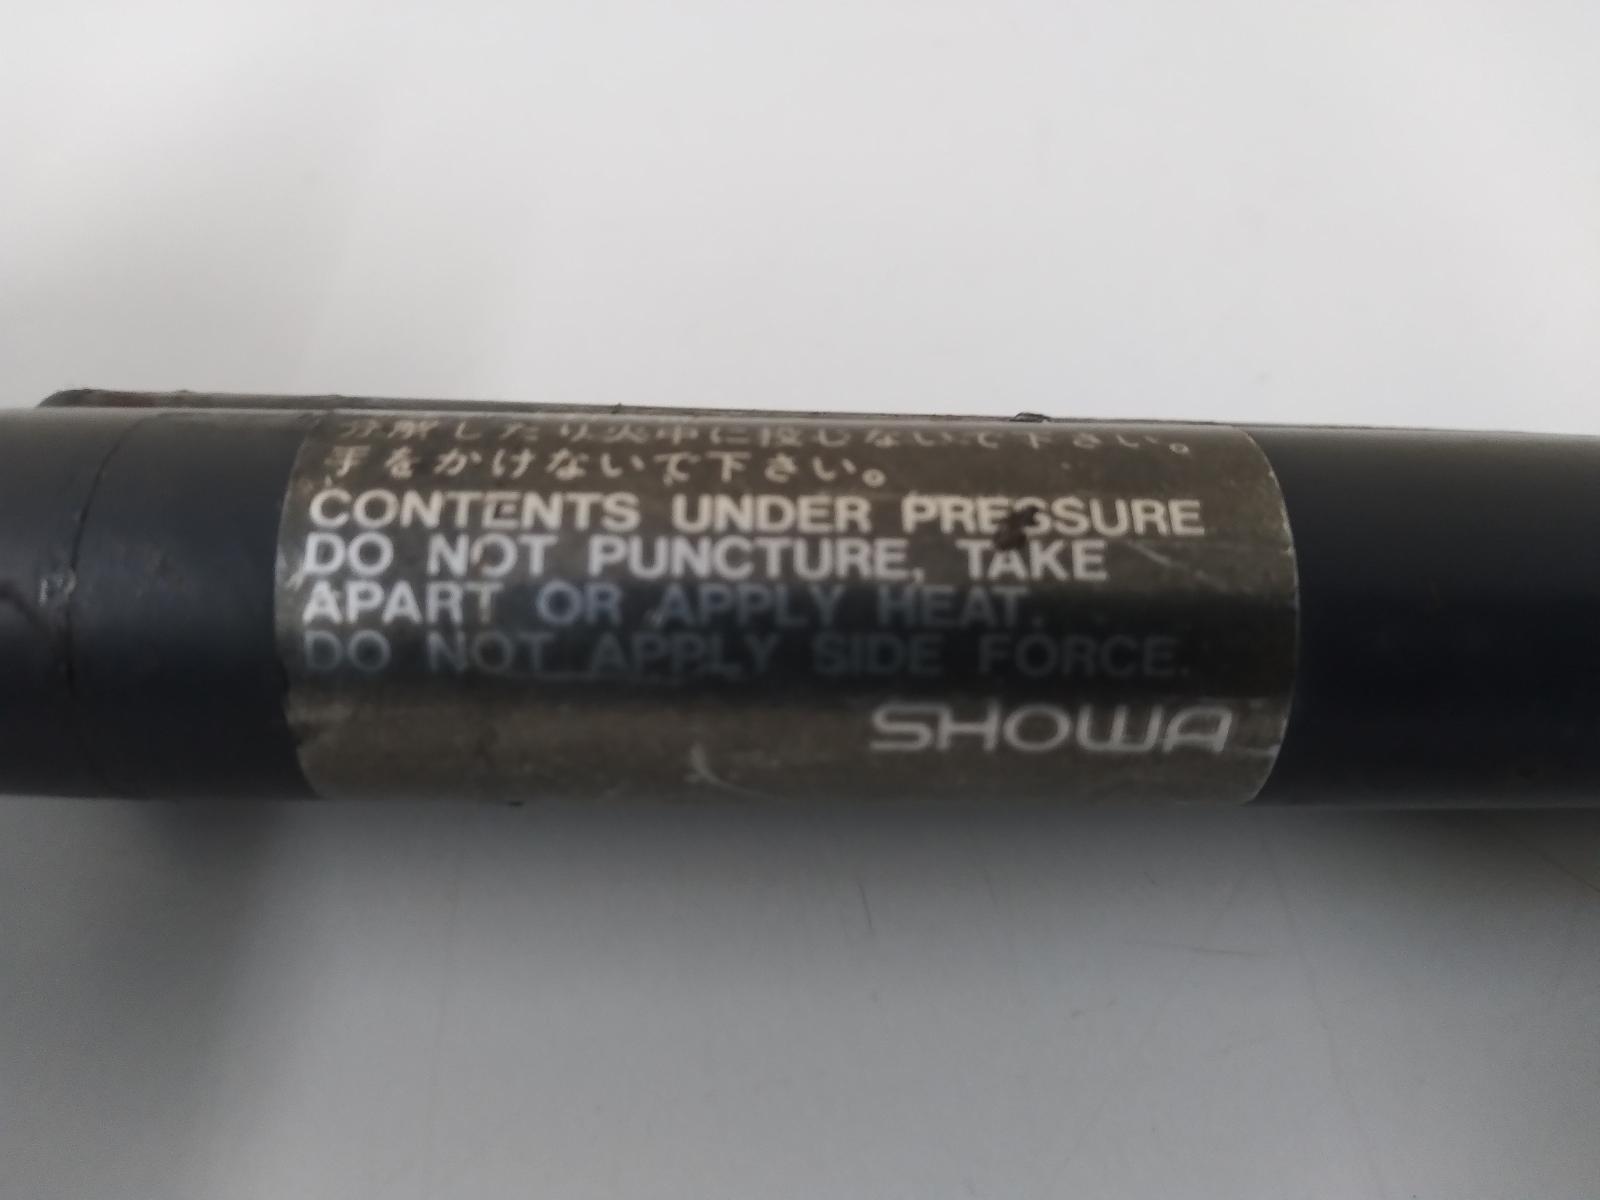 分解したり火中に投じないで下さい。
手をかけないで下さい。
CONTENTS UNDER PRESSURE
DO NOT PUNCTURE, TAKE
APART OR APPLY HEAT.
DO NOT APPLY SIDE FORCE.
SHOWA